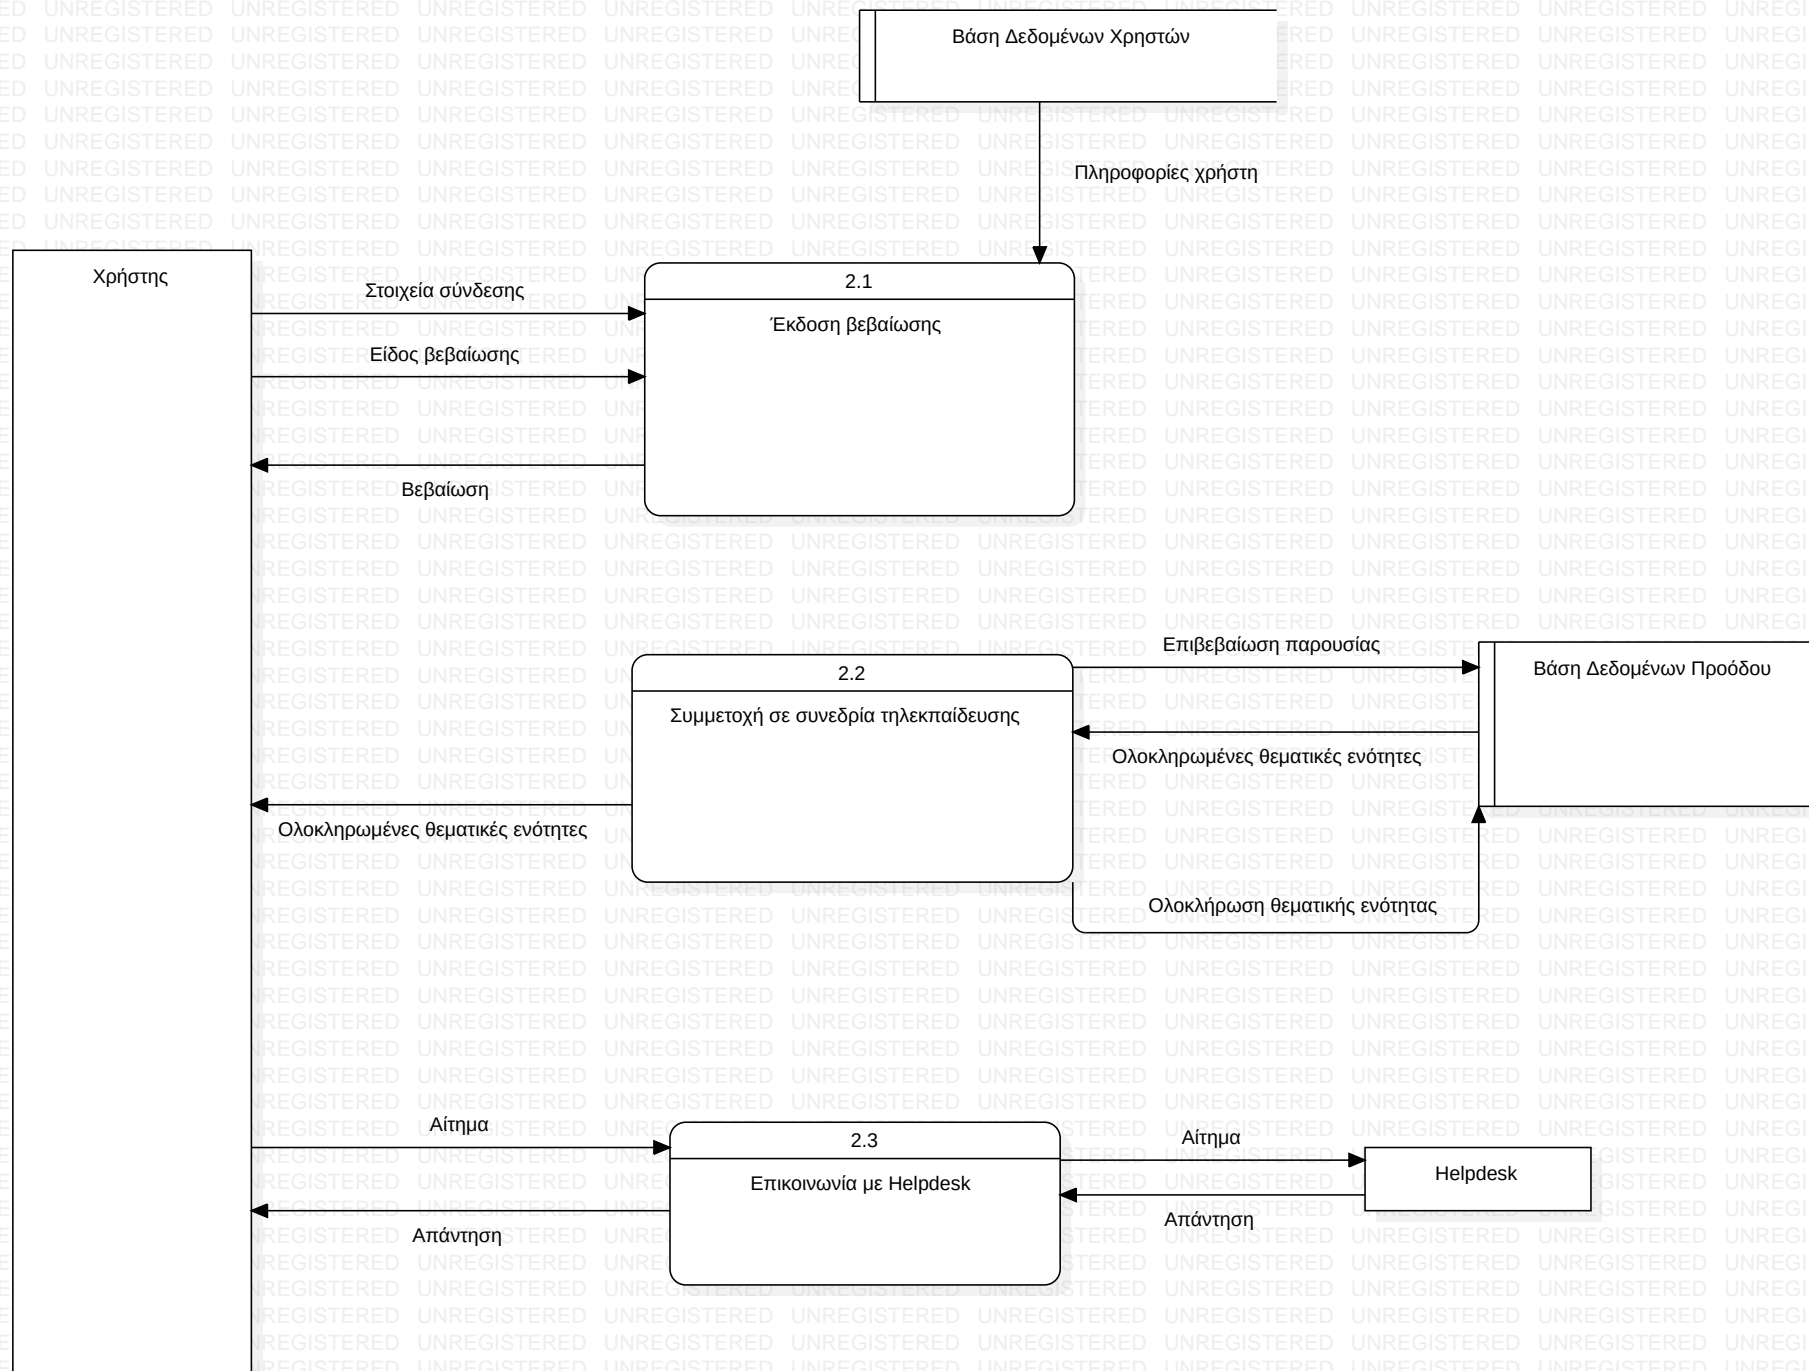 Βάση Δεδομένων Χρηστών
Πληροφορίες χρήστη
Χρήστης
Στοιχεία σύνδεσης
2.1
Έκδοση βεβαίωσης
Είδος βεβαίωσης
Βεβαίωση
Επιβεβαίωση παρουσίας
Βάση Δεδομένων Προόδου
2.2
Συμμετοχή σε συνεδρία τηλεκπαίδευσης
Ολοκληρωμένες θεματικές ενότητες
Ολοκληρωμένες θεματικές ενότητες
Ολοκλήρωση θεματικής ενότητας
Αίτημα
2.3
Αίτημα
Επικοινωνία με Helpdesk
Helpdesk
Απάντηση
Απάντηση
UNREGISTERED